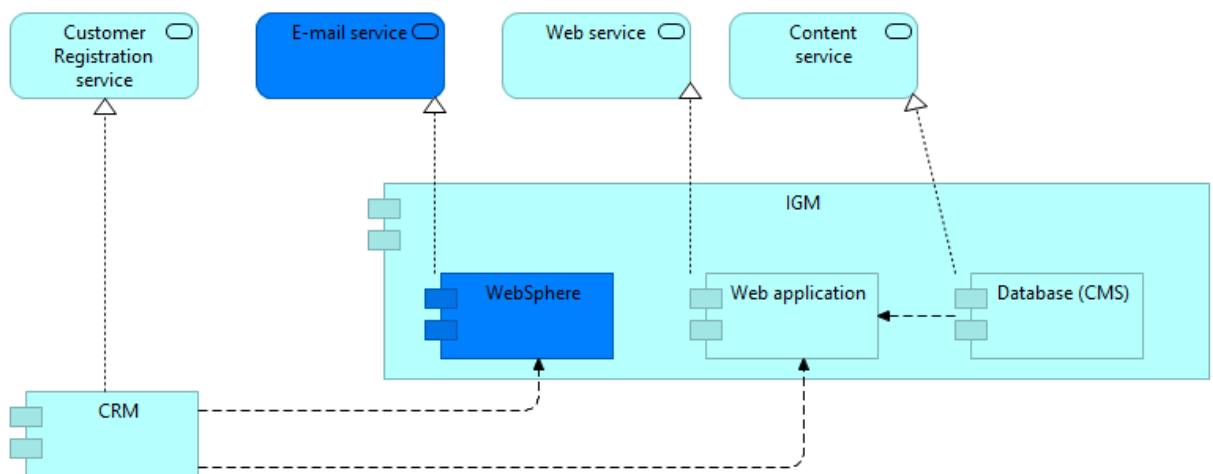 Customer
Registration
service
E-mail service
Web service
Content
service
IGM
WebSphere
Web application
Database (CMS)
CRM